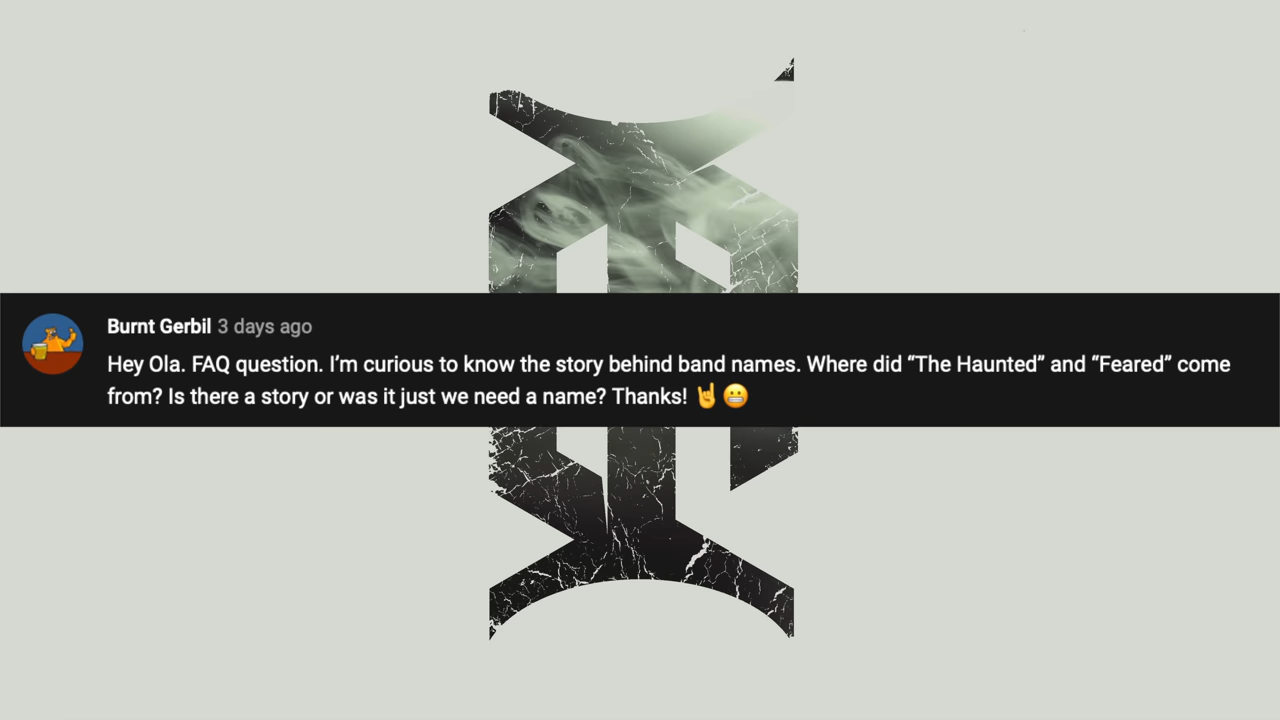 Burnt Gerbil 3 days ago
Hey Ola. FAQ question. I’m curious to know the story behind band names. Where did “The Haunted” and “Feared” come
from? Is there a story or was it just we need a name? Thanks! 🤘😬